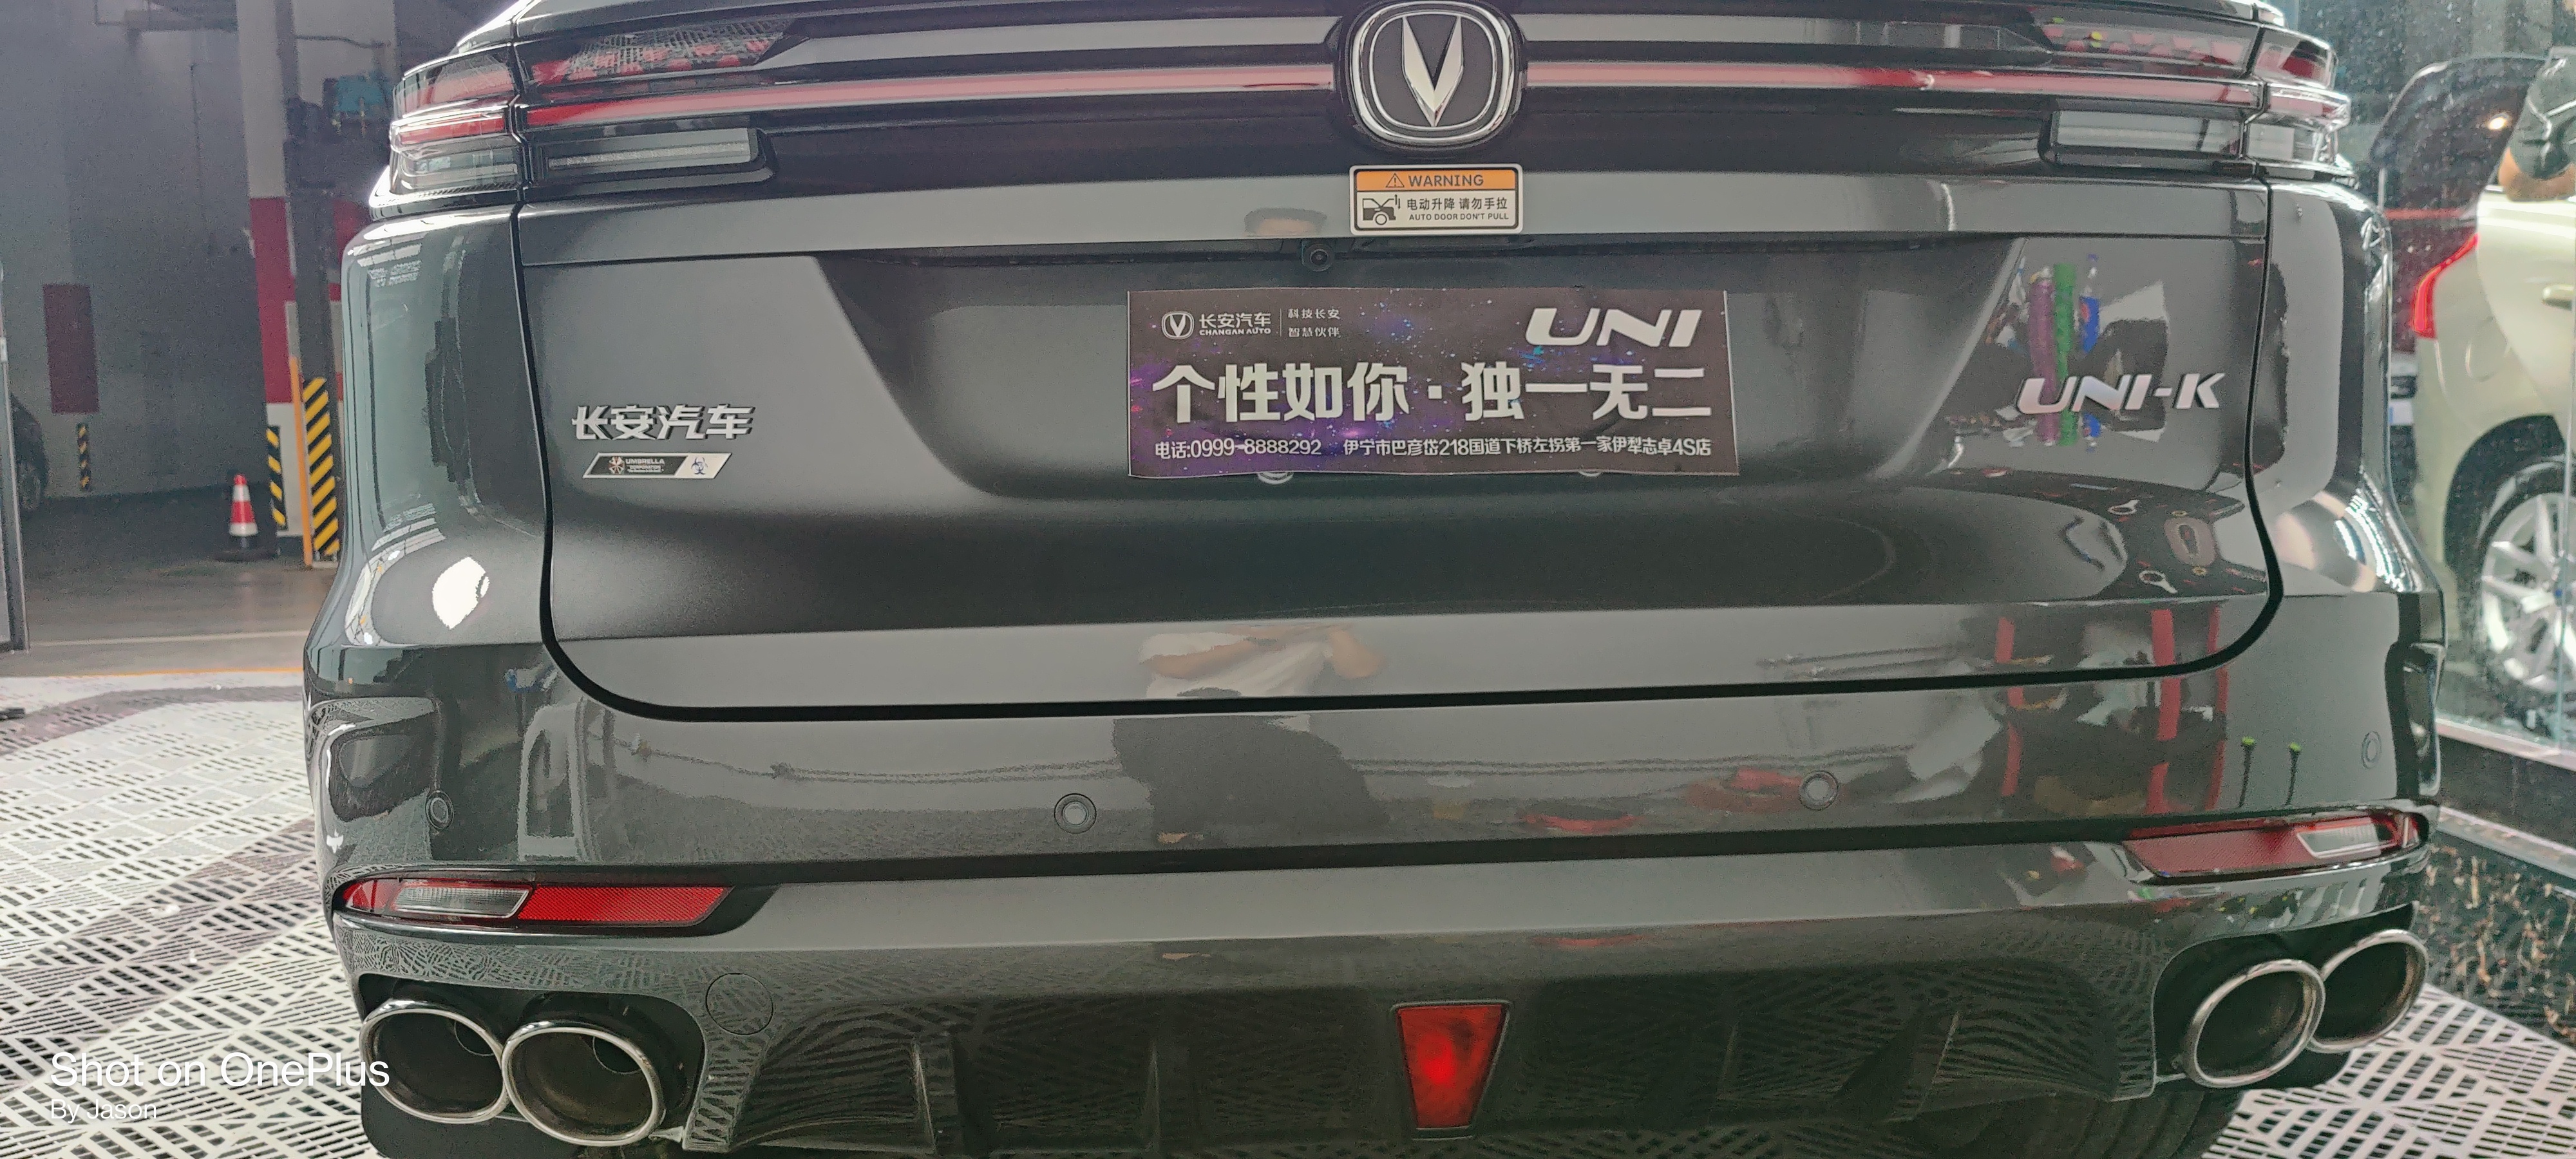 WARNING
电动升降 请勿手拉
AUTO DOOR DON'T PULL
长安汽车
CHANGAN AUTO
科技长安
智慧伙伴
UNI
个性如你·独一无二
电话:0999-8888292 伊宁市巴彦岱218国道下桥左拐第一家伊犁志卓4S店
长安汽车
UMBRELLA
CORPORATION
UNI-K
Shot on OnePlus
By Jason